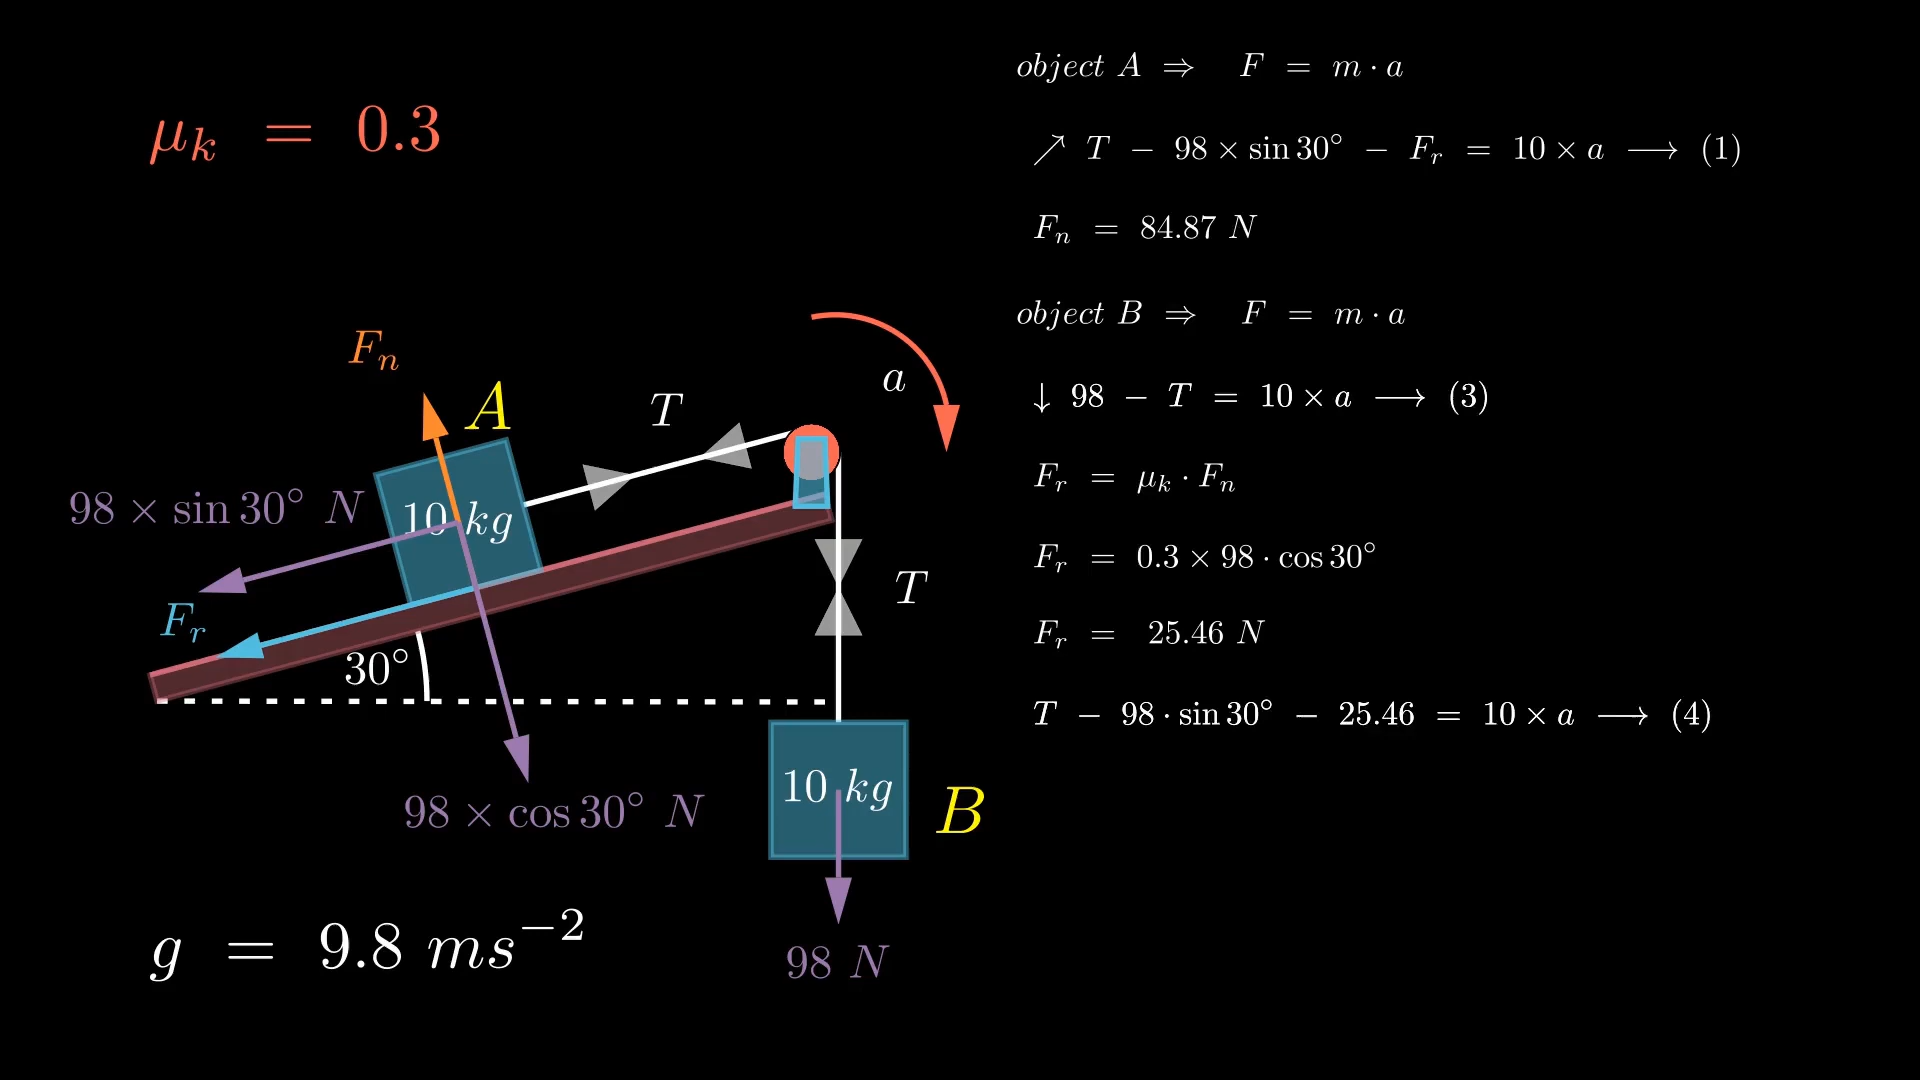 μₖ = 0.3
Fₙ
A
T
a
98 × sin 30° N
10 kg
Fᵣ
30°
T
98 × cos 30° N
10 kg
B
g = 9.8 ms⁻²
98 N
object A ⇒ F = m · a
↗ T − 98 × sin 30° − Fᵣ = 10 × a ⟶ (1)
Fₙ = 84.87 N
object B ⇒ F = m · a
↓ 98 − T = 10 × a ⟶ (3)
Fᵣ = μₖ · Fₙ
Fᵣ = 0.3 × 98 · cos 30°
Fᵣ = 25.46 N
T − 98 · sin 30° − 25.46 = 10 × a ⟶ (4)